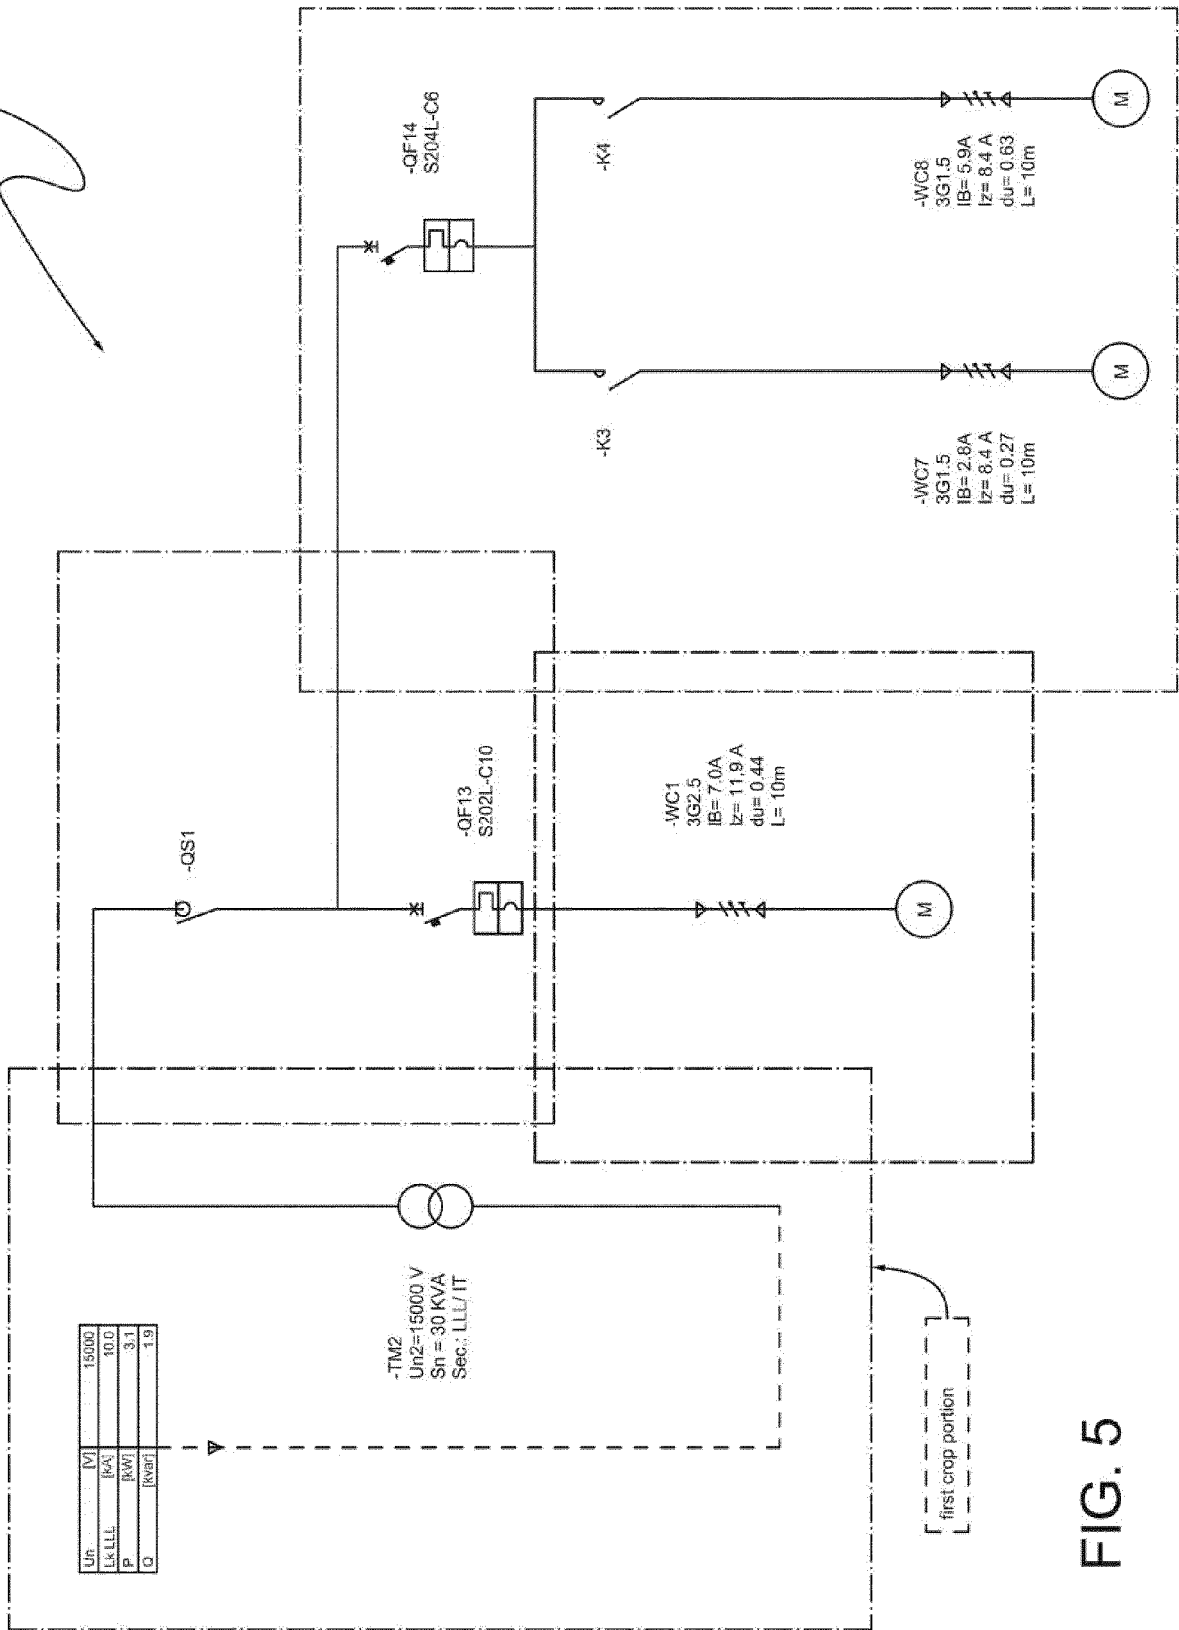 Un [V] 15000
Lk LLL [kA] 10.0
P [kW] 3.1
Q [kvar] 1.9
-TM2
Un2=15000 V
Sn = 30 KVA
Sec.: LLL/ IT
-QS1
-QF13
S202L-C10
-QF14
S204L-C6
-K3
-K4
-WC1
3G2.5
IB= 7.0A
Iz= 11.9 A
du= 0.44
L= 10m
-WC7
3G1.5
IB= 2.8A
Iz= 8.4 A
du= 0.27
L= 10m
-WC8
3G1.5
IB= 5.9A
Iz= 8.4 A
du= 0.63
L= 10m
M
M
M
first crop portion
FIG. 5